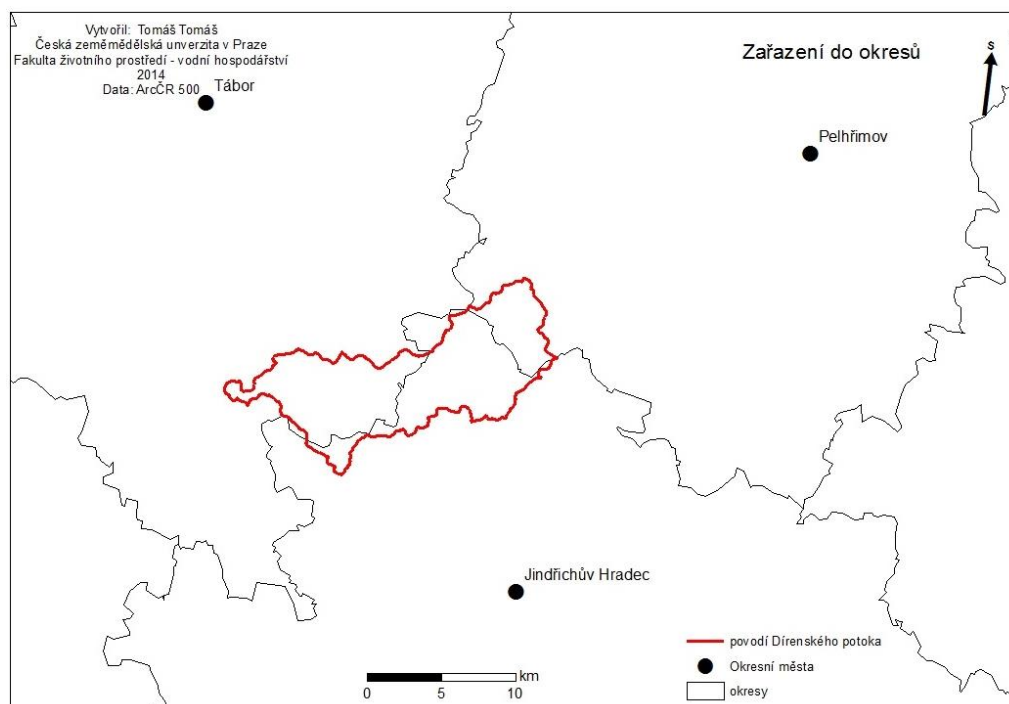 Vytvořil: Tomáš Tomáš
Česká zeměmědělská unverzita v Praze
Fakulta životního prostředí - vodní hospodářství
2014
Data: ArcČR 500
Zařazení do okresů
S
Tábor
Pelhřimov
Jindřichův Hradec
km
0 5 10
povodí Dírenského potoka
Okresní města
okresy